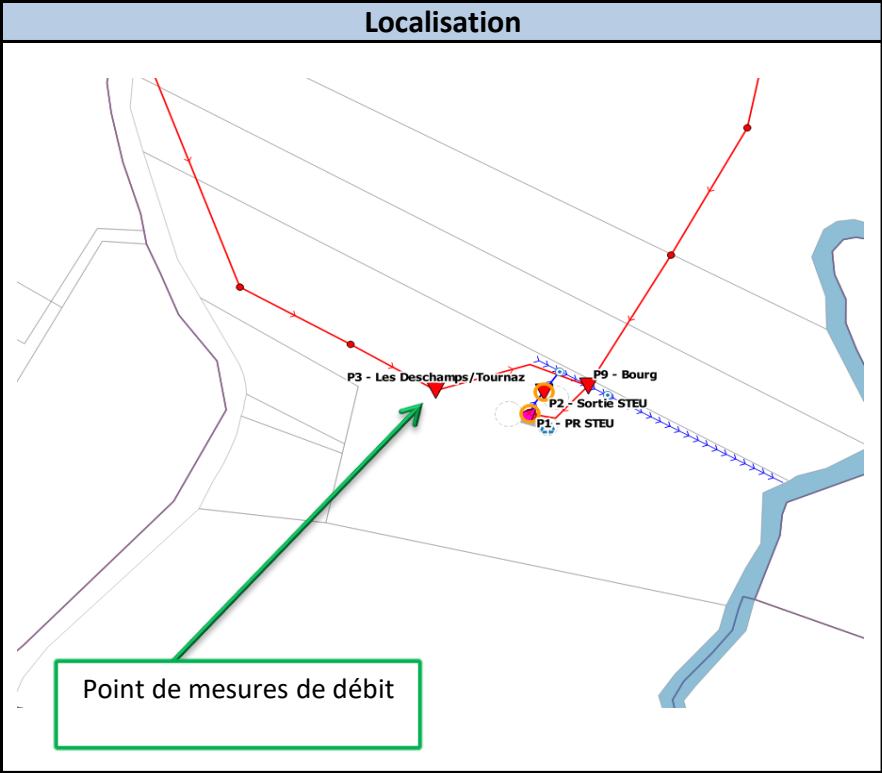 Localisation
P3 - Les Deschamps/Tournaz
P9 - Bourg
P2 - Sortie STEU
P1 - PR STEU
Point de mesures de débit